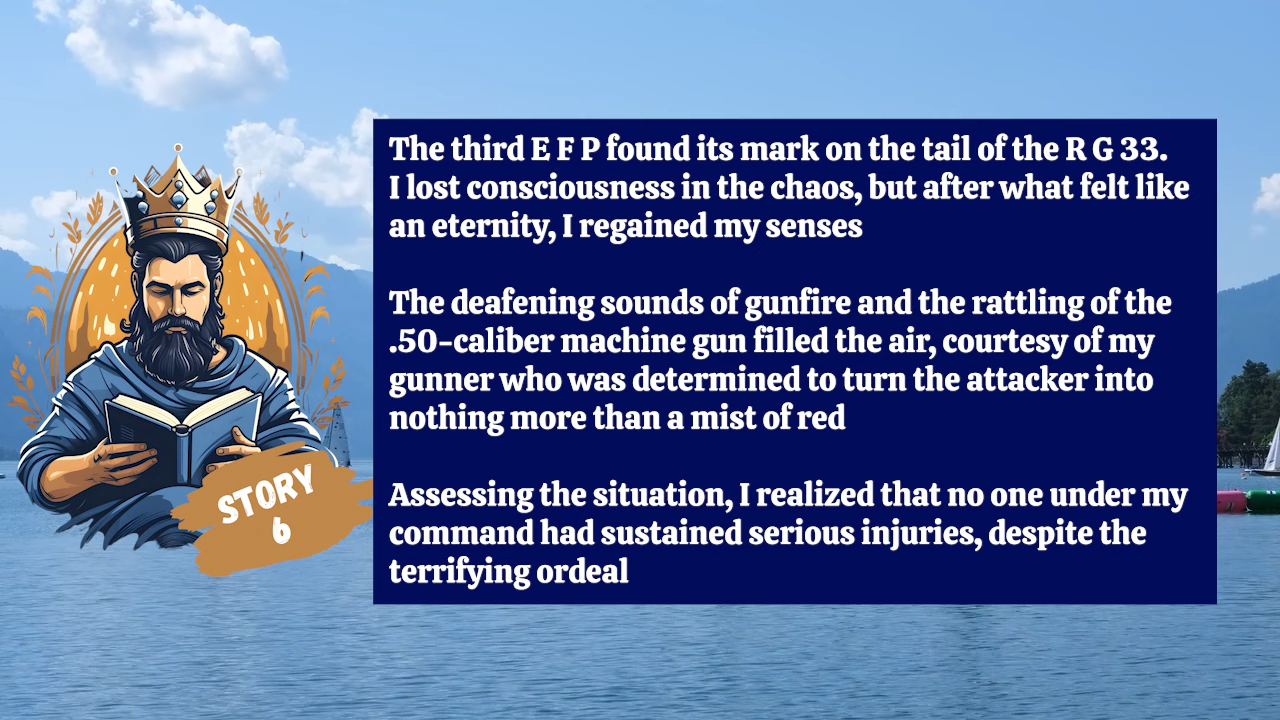 The third E F P found its mark on the tail of the R G 33.
I lost consciousness in the chaos, but after what felt like
an eternity, I regained my senses
The deafening sounds of gunfire and the rattling of the
.50-caliber machine gun filled the air, courtesy of my
gunner who was determined to turn the attacker into
nothing more than a mist of red
Assessing the situation, I realized that no one under my
command had sustained serious injuries, despite the
terrifying ordeal
STORY
6